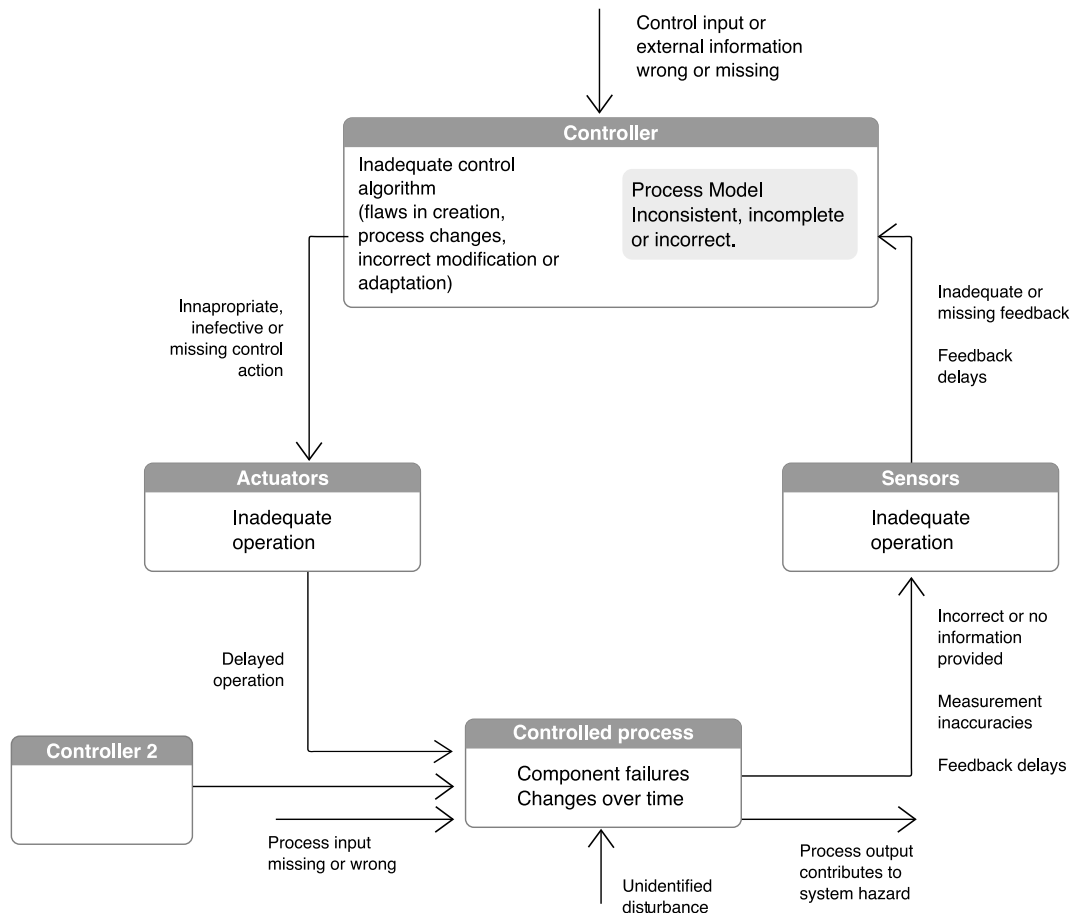 Control input or
external information
wrong or missing
Controller
Inadequate control
algorithm
(flaws in creation,
process changes,
incorrect modification or
adaptation)
Process Model
Inconsistent, incomplete
or incorrect.
Innapropriate,
inefective or
missing control
action
Inadequate or
missing feedback
Feedback
delays
Actuators
Inadequate
operation
Sensors
Inadequate
operation
Delayed
operation
Incorrect or no
information
provided
Measurement
inaccuracies
Feedback delays
Controller 2
Controlled process
Component failures
Changes over time
Process input
missing or wrong
Unidentified
disturbance
Process output
contributes to
system hazard